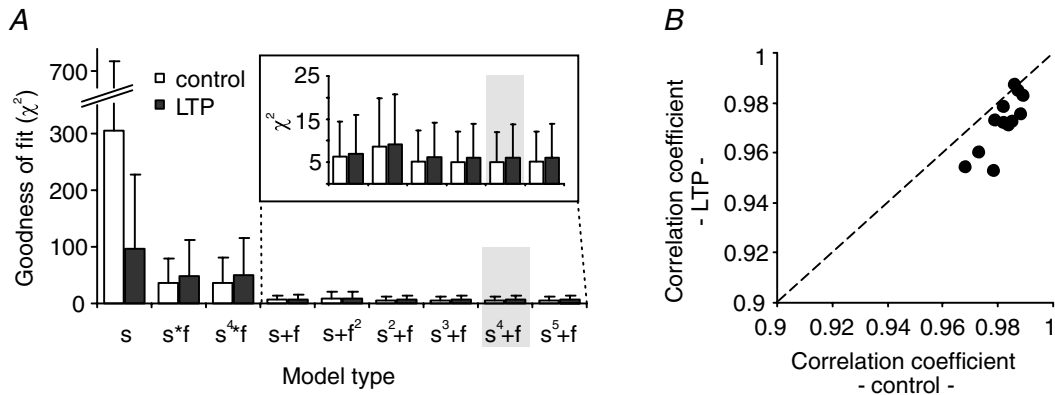 A
Goodness of fit (χ²)
700
300
200
100
0
control
LTP
χ²
25
15
5
s
s*f
s⁴*f
s+f
s+f²
s²+f
s³+f
s⁴+f
s⁵+f
Model type
B
Correlation coefficient
- LTP -
1
0.98
0.96
0.94
0.92
0.9
0.9 0.92 0.94 0.96 0.98 1
Correlation coefficient
- control -